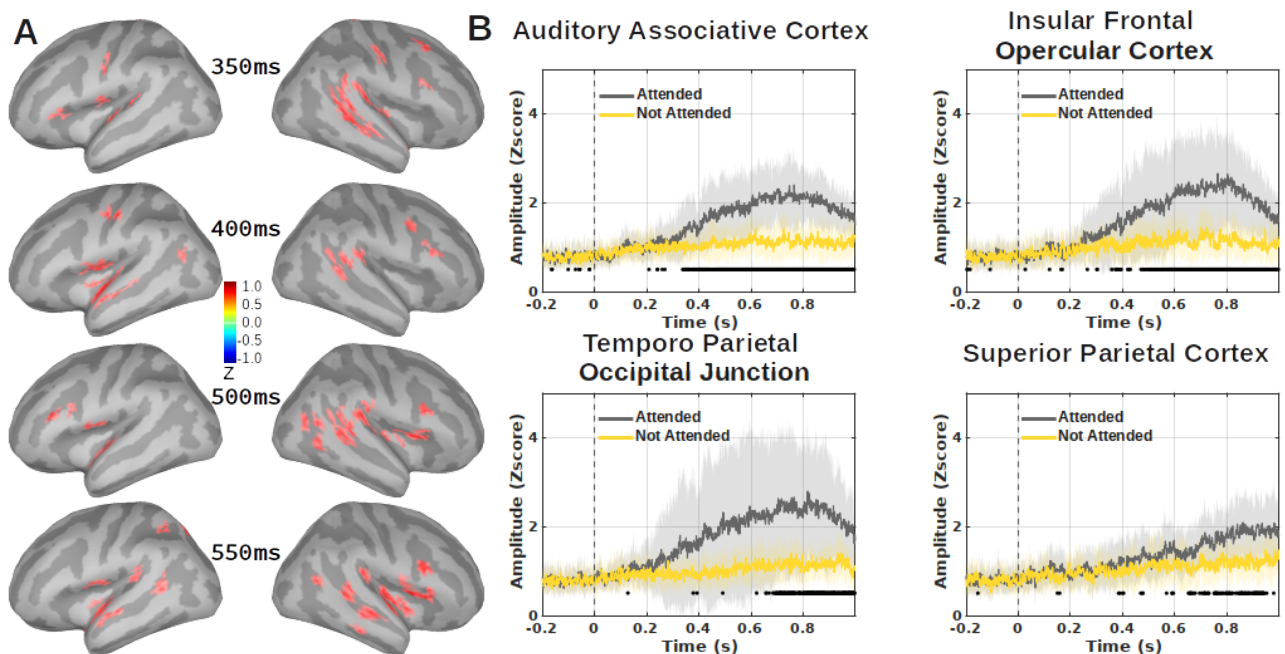 A
350ms
400ms
1.0
0.5
0.0
-0.5
-1.0
Z
500ms
550ms
B
Auditory Associative Cortex
Attended
Not Attended
Amplitude (Zscore)
4
2
0
-0.2 0 0.2 0.4 0.6 0.8
Time (s)
Insular Frontal
Opercular Cortex
Attended
Not Attended
Amplitude (Zscore)
4
2
0
-0.2 0 0.2 0.4 0.6 0.8
Time (s)
Temporo Parietal
Occipital Junction
Attended
Not Attended
Amplitude (Zscore)
4
2
0
-0.2 0 0.2 0.4 0.6 0.8
Time (s)
Superior Parietal Cortex
Attended
Not Attended
Amplitude (Zscore)
4
2
0
-0.2 0 0.2 0.4 0.6 0.8
Time (s)